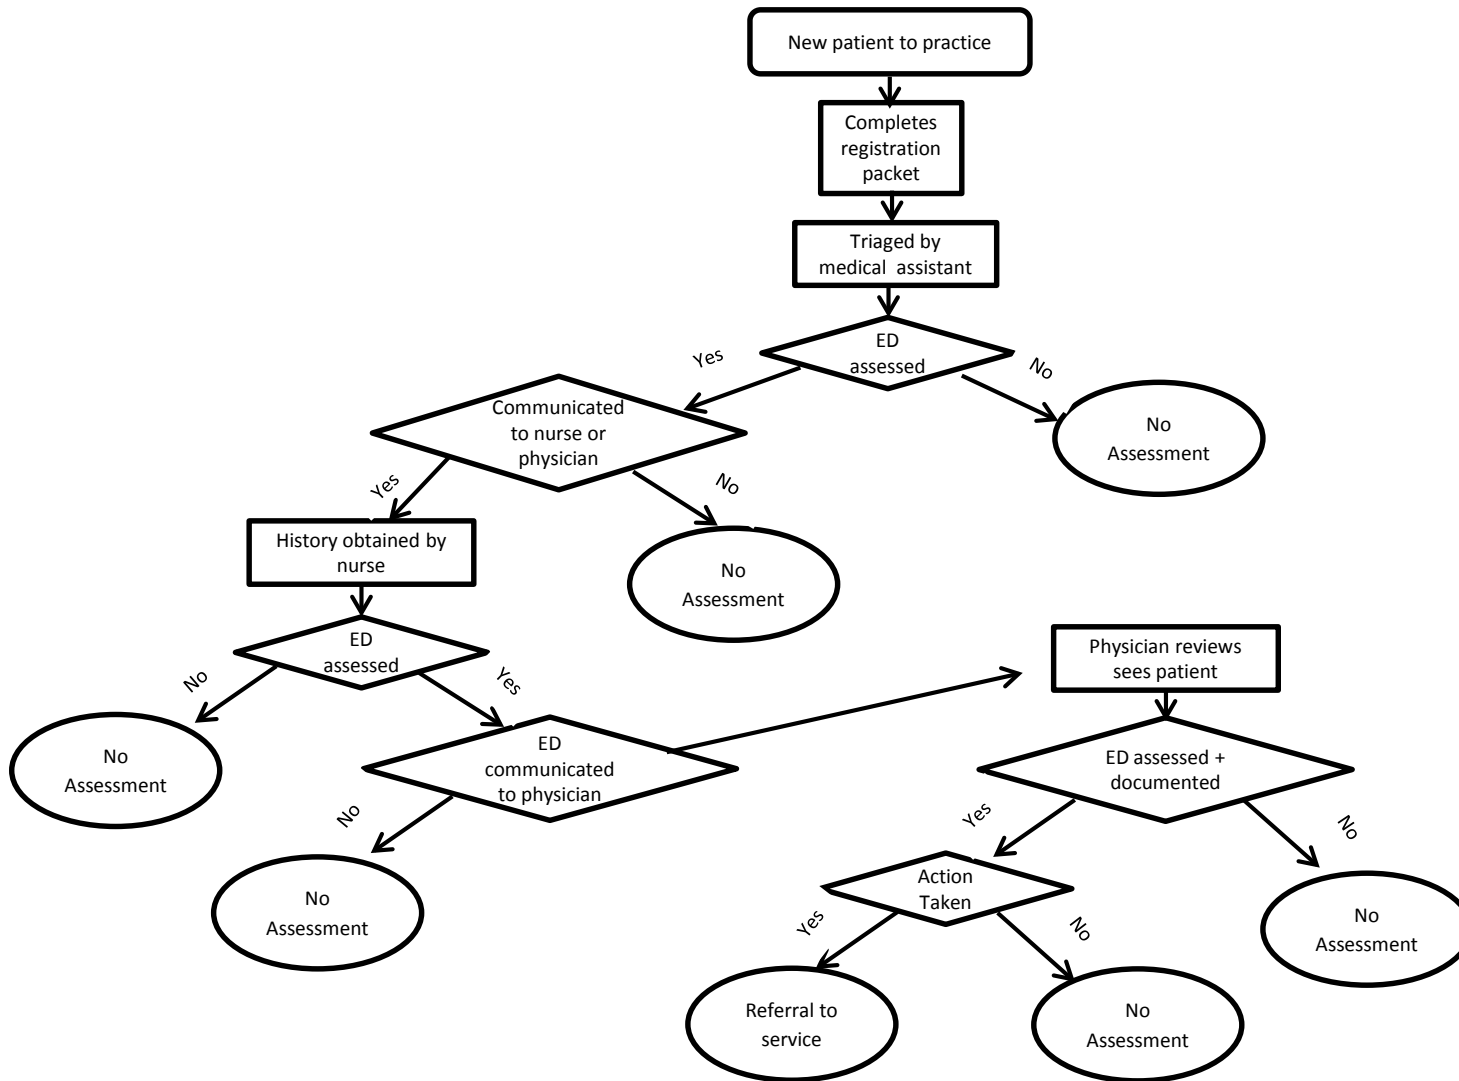 New patient to practice
Completes
registration
packet
Triaged by
medical assistant
ED
assessed
Yes
No
Communicated
to nurse or
physician
No
Assessment
Yes
No
History obtained by
nurse
No
Assessment
ED
assessed
No
Yes
Physician reviews
sees patient
No
Assessment
ED
communicated
to physician
ED assessed +
documented
No
Yes
No
No
Assessment
Action
Taken
No
Assessment
Yes
No
Referral to
service
No
Assessment